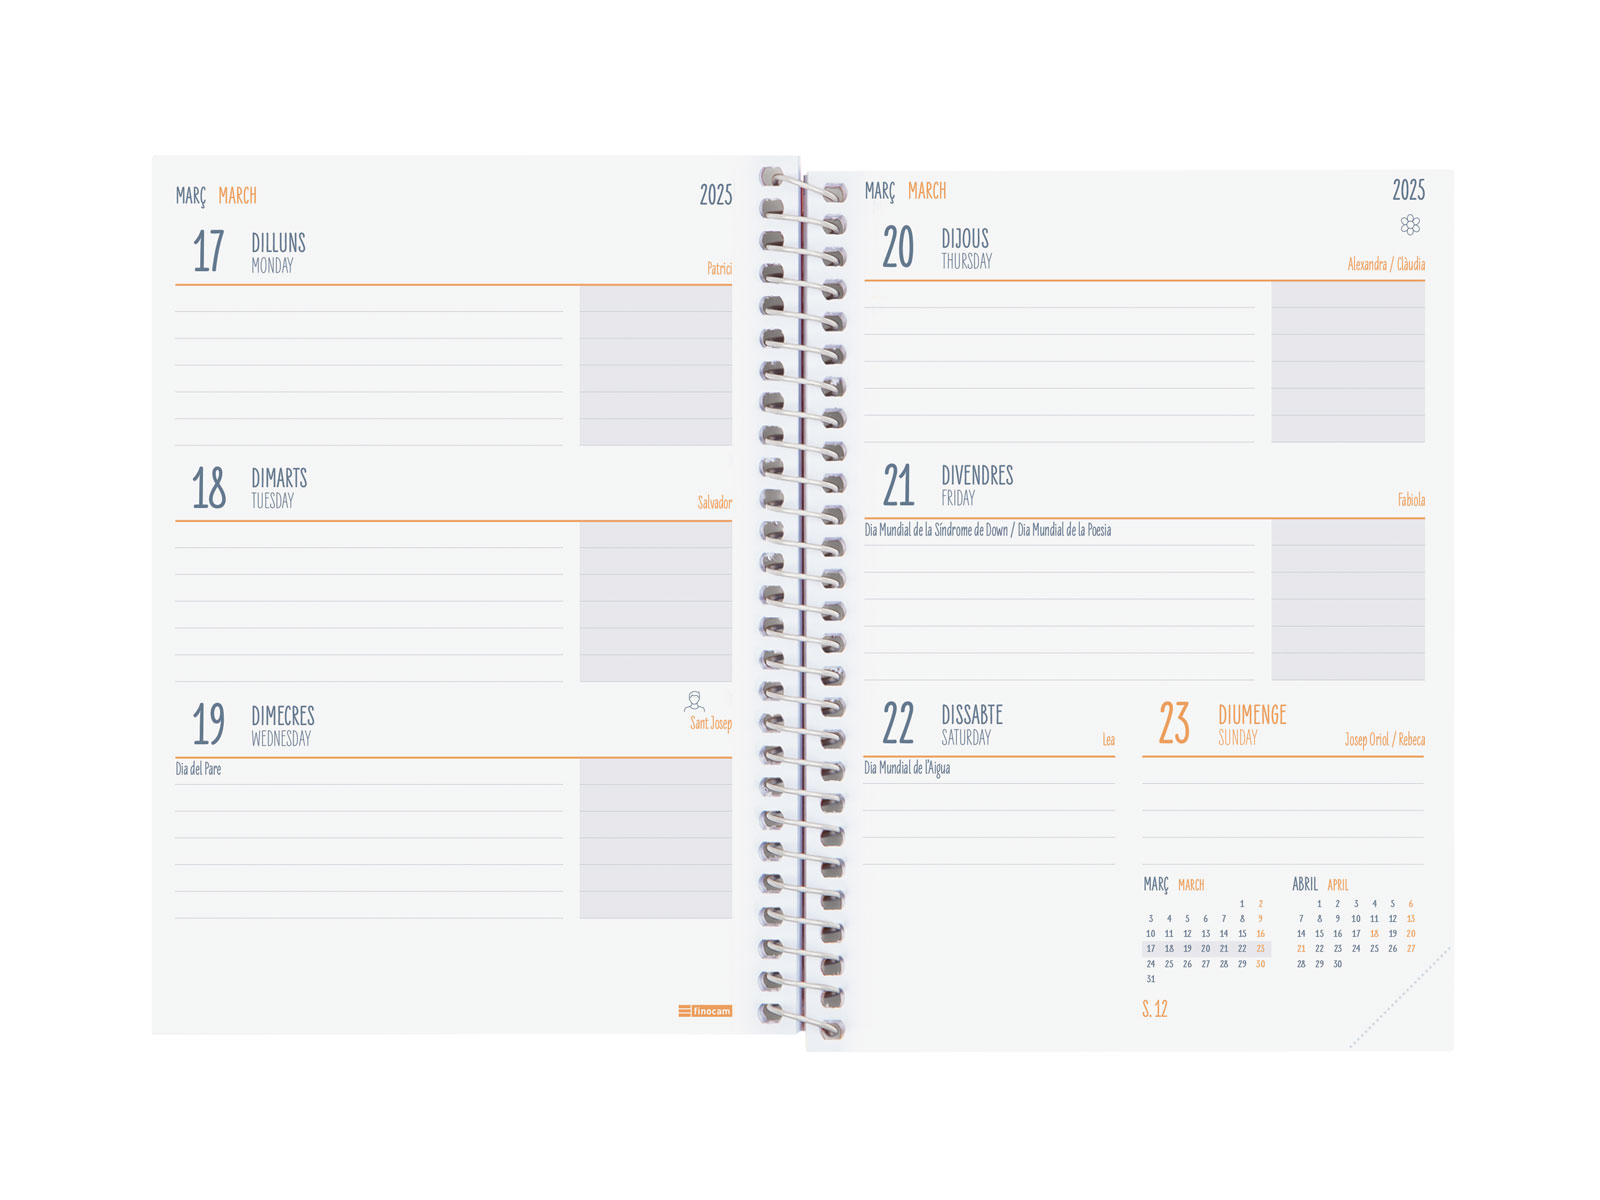 MARÇ MARCH 2025
17 DILLUNS
MONDAY
Patrici
18 DIMARTS
TUESDAY
Salvador
19 DIMECRES
WEDNESDAY
Sant Josep
Dia del Pare
finocam
MARÇ MARCH 2025
20 DIJOUS
THURSDAY
Alexandra / Clàudia
21 DIVENDRES
FRIDAY
Fabiola
Dia Mundial de la Síndrome de Down / Dia Mundial de la Poesia
22 DISSABTE
SATURDAY
Lea
Dia Mundial de l'Aigua
23 DIUMENGE
SUNDAY
Josep Oriol / Rebeca
MARÇ MARCH
1 2
3 4 5 6 7 8 9
10 11 12 13 14 15 16
17 18 19 20 21 22 23
24 25 26 27 28 29 30
31
ABRIL APRIL
1 2 3 4 5 6
7 8 9 10 11 12 13
14 15 16 17 18 19 20
21 22 23 24 25 26 27
28 29 30
S. 12